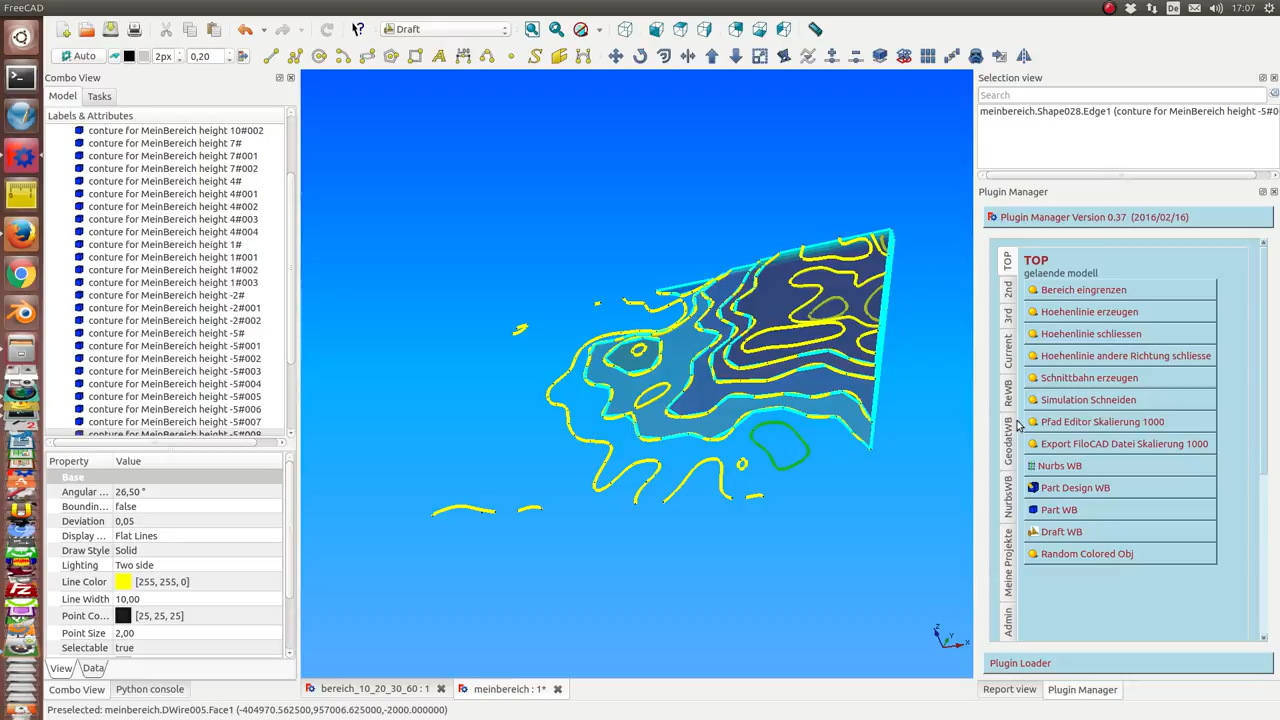 FreeCAD
De
17:07
Draft
Auto
2px
0,20
Combo View
Model
Tasks
Labels & Attributes
conture for MeinBereich height 10#002
conture for MeinBereich height 7#
conture for MeinBereich height 7#001
conture for MeinBereich height 7#002
conture for MeinBereich height 4#
conture for MeinBereich height 4#001
conture for MeinBereich height 4#002
conture for MeinBereich height 4#003
conture for MeinBereich height 4#004
conture for MeinBereich height 1#
conture for MeinBereich height 1#001
conture for MeinBereich height 1#002
conture for MeinBereich height 1#003
conture for MeinBereich height -2#
conture for MeinBereich height -2#001
conture for MeinBereich height -2#002
conture for MeinBereich height -5#
conture for MeinBereich height -5#001
conture for MeinBereich height -5#002
conture for MeinBereich height -5#003
conture for MeinBereich height -5#004
conture for MeinBereich height -5#005
conture for MeinBereich height -5#006
conture for MeinBereich height -5#007
conture for MeinBereich height -5#008
Property
Value
Base
Angular ...
26,50 °
Boundin...
false
Deviation
0,05
Display ...
Flat Lines
Draw Style
Solid
Lighting
Two side
Line Color
[255, 255, 0]
Line Width
10,00
Point Co...
[25, 25, 25]
Point Size
2,00
Selectable
true
View
Data
Combo View
Python console
Z
Y
X
bereich_10_20_30_60 : 1
meinbereich : 1*
Selection view
Search
meinbereich.Shape028.Edge1 (conture for MeinBereich height -5#0
Plugin Manager
Plugin Manager Version 0.37 (2016/02/16)
TOP
2nd
3rd
Current
ReWB
GeodatWB
NurbsWB
Meine Projekte
Admin
TOP
gelaende modell
Bereich eingrenzen
Hoehenlinie erzeugen
Hoehenlinie schliessen
Hoehenlinie andere Richtung schliesse
Schnittbahn erzeugen
Simulation Schneiden
Pfad Editor Skalierung 1000
Export FiloCAD Datei Skalierung 1000
Nurbs WB
Part Design WB
Part WB
Draft WB
Random Colored Obj
Plugin Loader
Report view
Plugin Manager
Preselected: meinbereich.DWire005.Face1 (-404970.562500,957006.625000,-2000.000000)